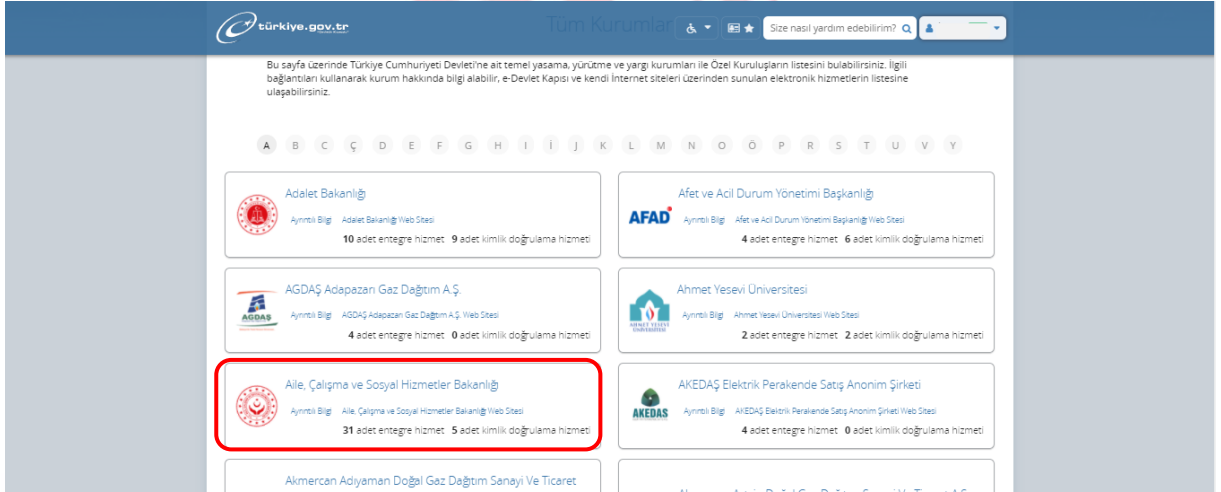 türkiye.gov.tr
Tüm Kurumlar
Size nasıl yardım edebilirim?
Bu sayfa üzerinde Türkiye Cumhuriyeti Devleti'ne ait temel yasama, yürütme ve yargı kurumları ile Özel Kuruluşların listesini bulabilirsiniz. İlgili
bağlantıları kullanarak kurum hakkında bilgi alabilir, e-Devlet Kapısı ve kendi İnternet siteleri üzerinden sunulan elektronik hizmetlerin listesine
ulaşabilirsiniz.
A B C Ç D E F G H I İ J K L M N O Ö P R S T U V Y
Adalet Bakanlığı
Ayrıntılı Bilgi Adalet Bakanlığı Web Sitesi
10 adet entegre hizmet 9 adet kimlik doğrulama hizmeti
AFAD
Afet ve Acil Durum Yönetimi Başkanlığı
Ayrıntılı Bilgi Afet ve Acil Durum Yönetimi Başkanlığı Web Sitesi
4 adet entegre hizmet 6 adet kimlik doğrulama hizmeti
AGDAŞ
AGDAŞ Adapazarı Gaz Dağıtım A.Ş.
Ayrıntılı Bilgi AGDAŞ Adapazarı Gaz Dağıtım A.Ş. Web Sitesi
4 adet entegre hizmet 0 adet kimlik doğrulama hizmeti
AHMET YESEVİ
ÜNİVERSİTESİ
Ahmet Yesevi Üniversitesi
Ayrıntılı Bilgi Ahmet Yesevi Üniversitesi Web Sitesi
2 adet entegre hizmet 2 adet kimlik doğrulama hizmeti
Aile, Çalışma ve Sosyal Hizmetler Bakanlığı
Ayrıntılı Bilgi Aile, Çalışma ve Sosyal Hizmetler Bakanlığı Web Sitesi
31 adet entegre hizmet 5 adet kimlik doğrulama hizmeti
AKEDAŞ
AKEDAŞ Elektrik Perakende Satış Anonim Şirketi
Ayrıntılı Bilgi AKEDAŞ Elektrik Perakende Satış Anonim Şirketi Web Sitesi
4 adet entegre hizmet 0 adet kimlik doğrulama hizmeti
Akmercan Adıyaman Doğal Gaz Dağıtım Sanayi Ve Ticaret